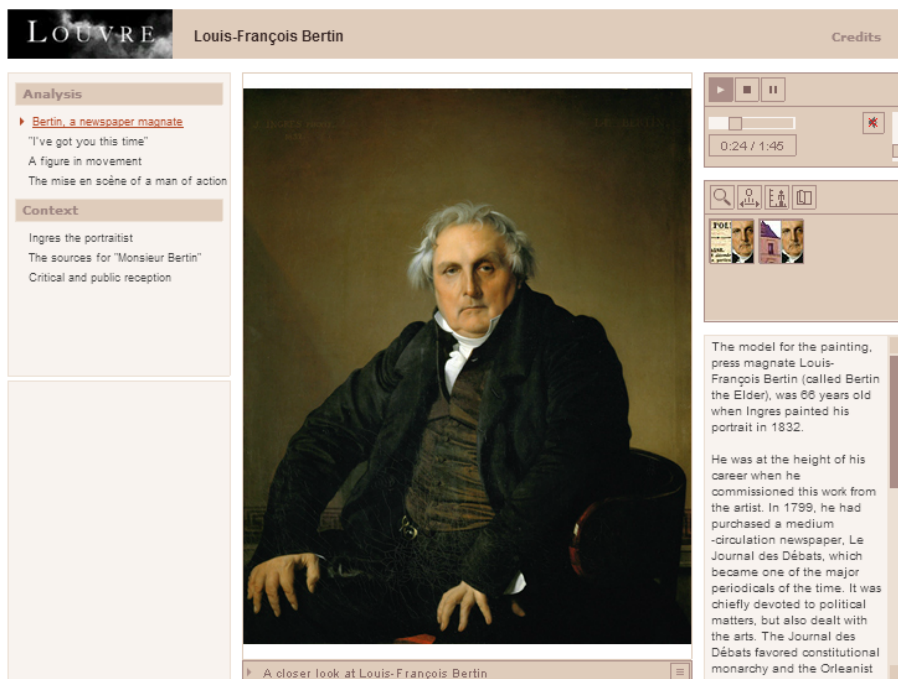 LOUVRE
Louis-François Bertin
Credits
Analysis
Bertin, a newspaper magnate
"I've got you this time"
A figure in movement
The mise en scène of a man of action
Context
Ingres the portraitist
The sources for "Monsieur Bertin"
Critical and public reception
A closer look at Louis-François Bertin
0:24 / 1:45
The model for the painting,
press magnate Louis-
François Bertin (called Bertin
the Elder), was 66 years old
when Ingres painted his
portrait in 1832.
He was at the height of his
career when he
commissioned this work from
the artist. In 1799, he had
purchased a medium
-circulation newspaper, Le
Journal des Débats, which
became one of the major
periodicals of the time. It was
chiefly devoted to political
matters, but also dealt with
the arts. The Journal des
Débats favored constitutional
monarchy and the Orleanist